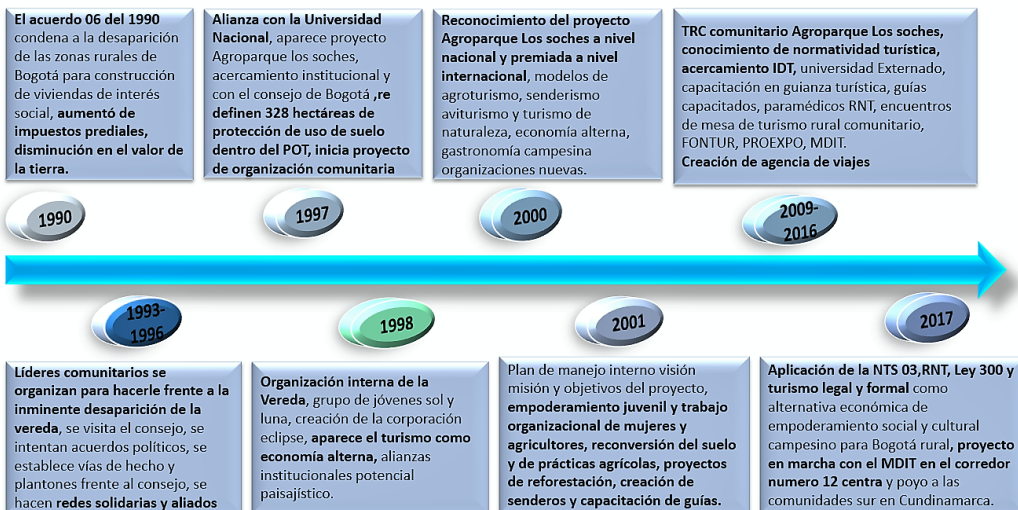 El acuerdo 06 del 1990
condena a la desaparición
de las zonas rurales de
Bogotá para construcción
de viviendas de interés
social, aumentó de
impuestos prediales,
disminución en el valor de
la tierra.
Alianza con la Universidad
Nacional, aparece proyecto
Agroparque los soches,
acercamiento institucional y
con el consejo de Bogotá ,re
definen 328 hectáreas de
protección de uso de suelo
dentro del POT, inicia proyecto
de organización comunitaria
Reconocimiento del proyecto
Agroparque Los soches a nivel
nacional y premiada a nivel
internacional, modelos de
agroturismo, senderismo
aviturismo y turismo de
naturaleza, economía alterna,
gastronomía campesina
organizaciones nuevas.
TRC comunitario Agroparque Los soches,
conocimiento de normatividad turística,
acercamiento IDT, universidad Externado,
capacitación en guianza turística, guías
capacitados, paramédicos RNT, encuentros
de mesa de turismo rural comunitario,
FONTUR, PROEXPO, MDIT.
Creación de agencia de viajes
1990
1997
2000
2009-
2016
1993-
1996
1998
2001
2017
Líderes comunitarios se
organizan para hacerle frente a la
inminente desaparición de la
vereda, se visita el consejo, se
intentan acuerdos políticos, se
establece vías de hecho y
plantones frente al consejo, se
hacen redes solidarias y aliados
Organización interna de la
Vereda, grupo de jóvenes sol y
luna, creación de la corporación
eclipse, aparece el turismo como
economía alterna, alianzas
institucionales potencial
paisajístico.
Plan de manejo interno visión
misión y objetivos del proyecto,
empoderamiento juvenil y trabajo
organizacional de mujeres y
agricultores, reconversión del suelo
y de prácticas agrícolas, proyectos
de reforestación, creación de
senderos y capacitación de guías.
Aplicación de la NTS 03,RNT, Ley 300 y
turismo legal y formal como
alternativa económica de
empoderamiento social y cultural
campesino para Bogotá rural, proyecto
en marcha con el MDIT en el corredor
numero 12 centra y poyo a las
comunidades sur en Cundinamarca.